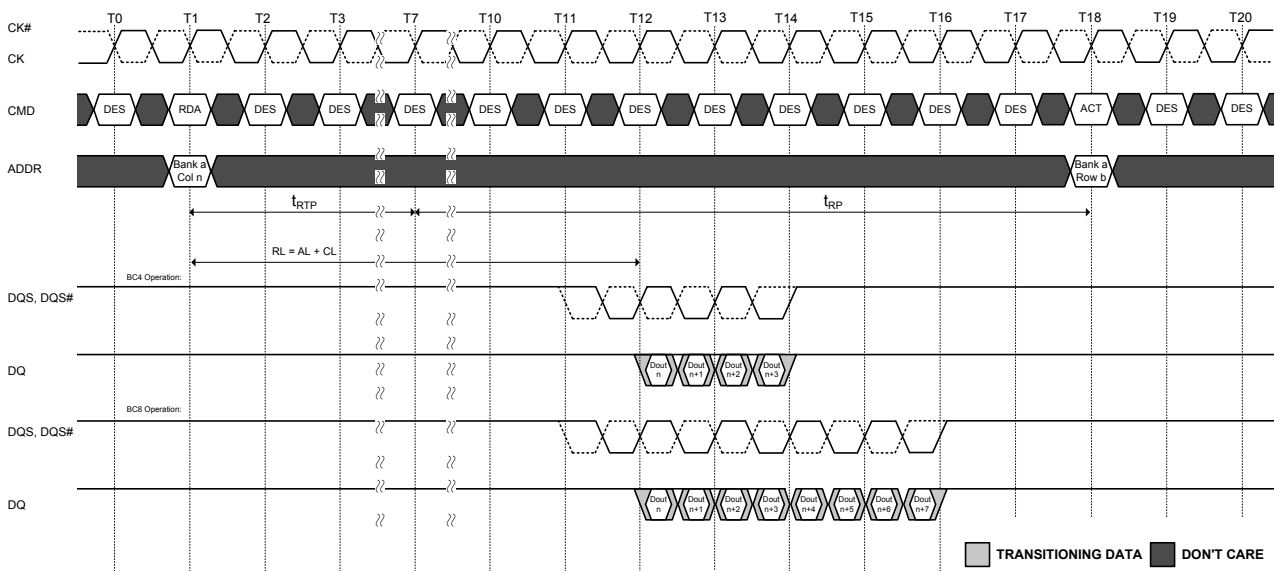 T0 T1 T2 T3 T7 T10 T11 T12 T13 T14 T15 T16 T17 T18 T19 T20
CK#
CK
CMD DES RDA DES DES DES DES DES DES DES DES DES DES DES ACT DES DES
ADDR
Bank a
Col n
Bank a
Row b
tRTP tRP
RL = AL + CL
BC4 Operation:
DQS, DQS#
DQ
Dout
n
Dout
n+1
Dout
n+2
Dout
n+3
BC8 Operation:
DQS, DQS#
DQ
Dout
n
Dout
n+1
Dout
n+2
Dout
n+3
Dout
n+4
Dout
n+5
Dout
n+6
Dout
n+7
TRANSITIONING DATA DON'T CARE